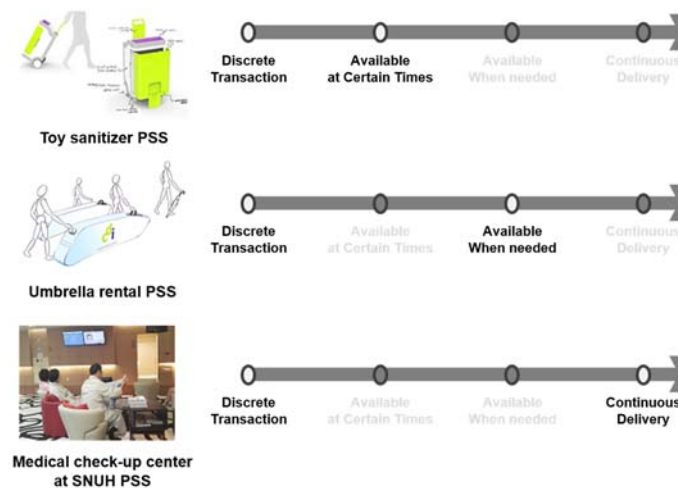 Discrete
Transaction
Available
at Certain Times
Available
When needed
Continuous
Delivery
Toy sanitizer PSS
Discrete
Transaction
Available
at Certain Times
Available
When needed
Continuous
Delivery
Umbrella rental PSS
Discrete
Transaction
Available
at Certain Times
Available
When needed
Continuous
Delivery
Medical check-up center
at SNUH PSS